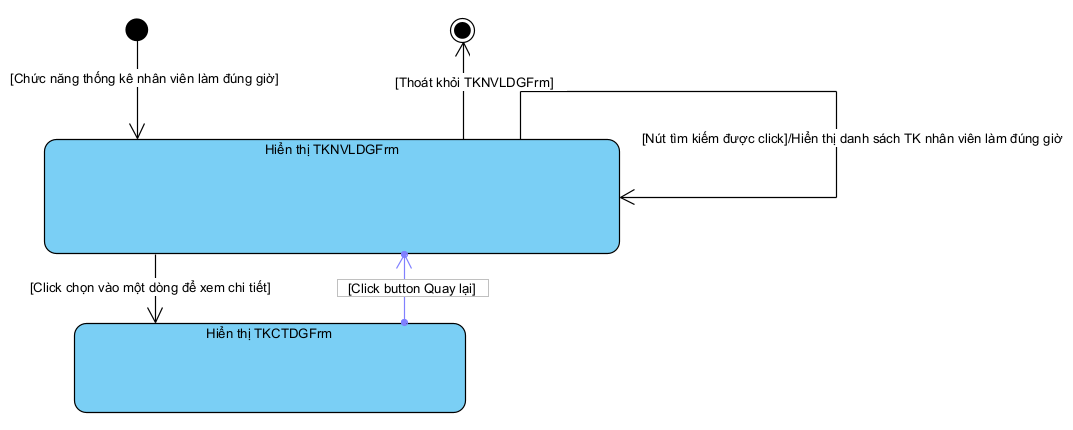 [Chức năng thống kê nhân viên làm đúng giờ]
[Thoát khỏi TKNVLDGFrm]
[Nút tìm kiếm được click]/Hiển thị danh sách TK nhân viên làm đúng giờ
Hiển thị TKNVLDGFrm
[Click chọn vào một dòng để xem chi tiết]
[Click button Quay lại]
Hiển thị TKCTDGFrm